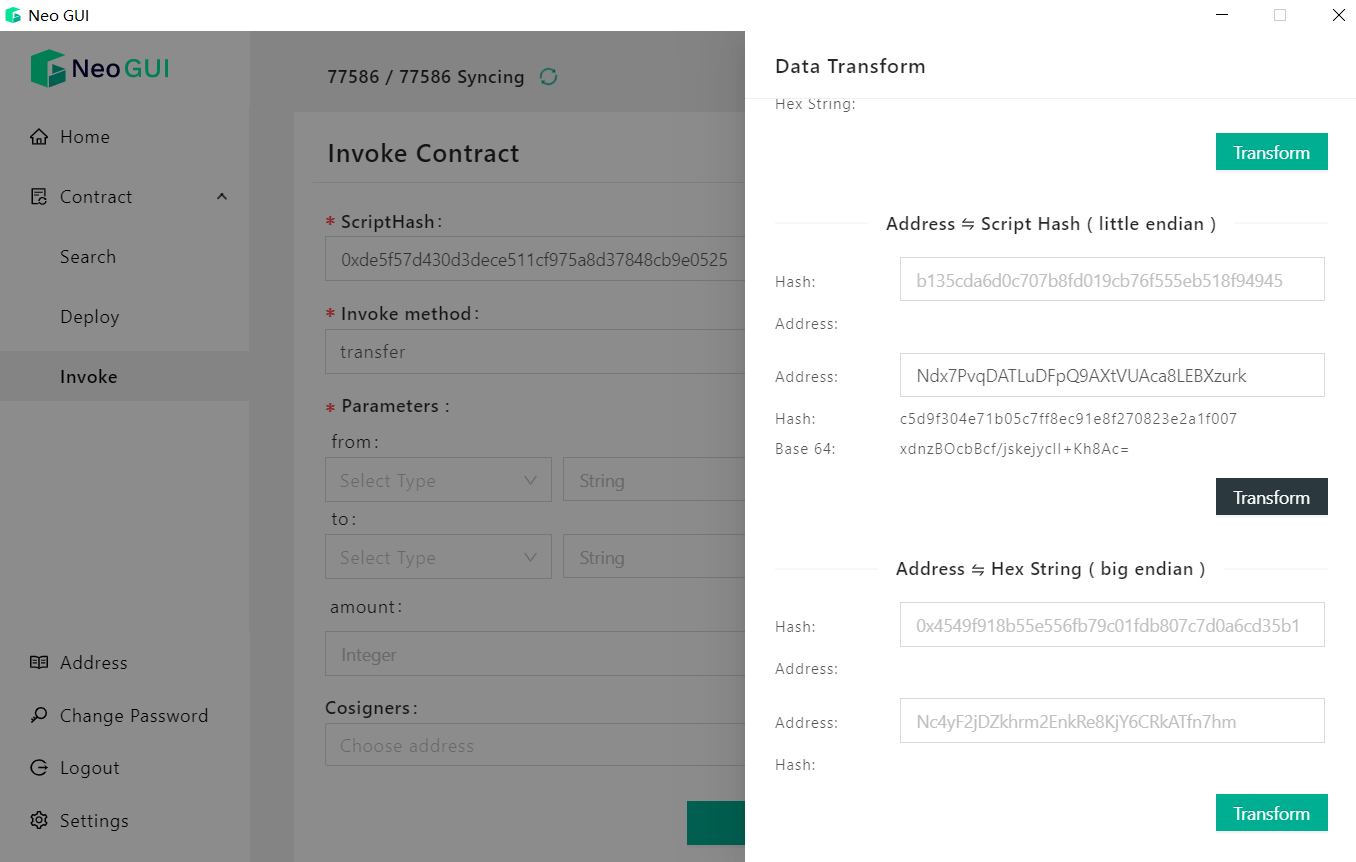 Neo GUI
NeoGUI
Home
Contract
Search
Deploy
Invoke
Address
Change Password
Logout
Settings
77586 / 77586 Syncing
Invoke Contract
* ScriptHash:
0xde5f57d430d3dece511cf975a8d37848cb9e0525
* Invoke method:
transfer
* Parameters :
from:
Select Type String
to:
Select Type String
amount:
Integer
Cosigners:
Choose address
Data Transform
Hex String:
Transform
Address ⇋ Script Hash ( little endian )
Hash: b135cda6d0c707b8fd019cb76f555eb518f94945
Address:
Address: Ndx7PvqDATLuDFpQ9AXtVUAca8LEBXzurk
Hash: c5d9f304e71b05c7ff8ec91e8f270823e2a1f007
Base 64: xdnzBOcbBcf/jskejycII+Kh8Ac=
Transform
Address ⇋ Hex String ( big endian )
Hash: 0x4549f918b55e556fb79c01fdb807c7d0a6cd35b1
Address:
Address: Nc4yF2jDZkhrm2EnkRe8KjY6CRkATfn7hm
Hash:
Transform